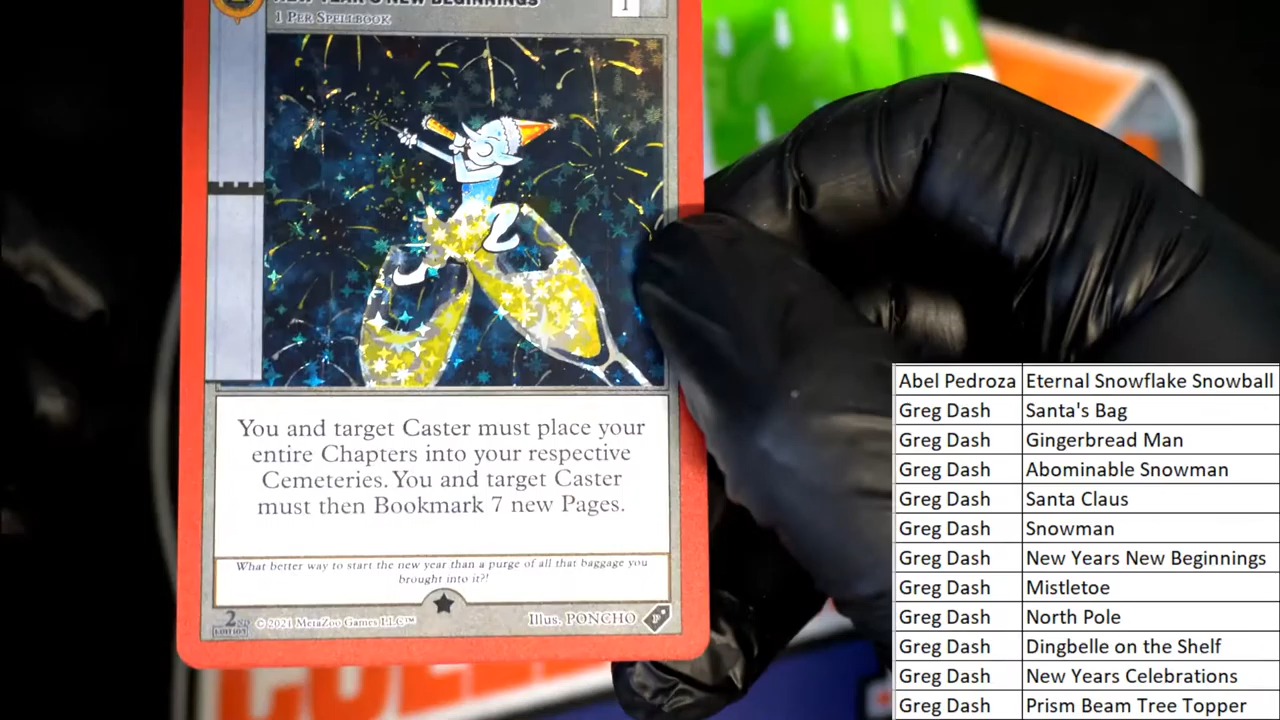 NEW YEAR'S NEW BEGINNINGS
1
1 PER SPELLBOOK
You and target Caster must place your
entire Chapters into your respective
Cemeteries. You and target Caster
must then Bookmark 7 new Pages.
What better way to start the new year than a purge of all that baggage you
brought into it?!
2ND
EDITION
© 2021 MetaZoo Games LLC™
Illus. PONCHO
Abel Pedroza Eternal Snowflake Snowball
Greg Dash Santa's Bag
Greg Dash Gingerbread Man
Greg Dash Abominable Snowman
Greg Dash Santa Claus
Greg Dash Snowman
Greg Dash New Years New Beginnings
Greg Dash Mistletoe
Greg Dash North Pole
Greg Dash Dingbelle on the Shelf
Greg Dash New Years Celebrations
Greg Dash Prism Beam Tree Topper